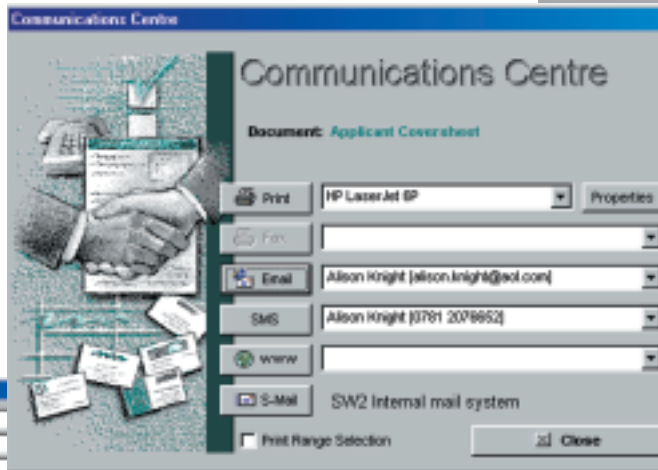 Communications Centre
Communications Centre
Document: Applicant Coversheet
Print HP LaserJet 6P Properties
Fax
Email Alison Knight [alison.knight@aol.com]
SMS Alison Knight [0781 2076652]
www
S-Mail SW2 Internal mail system
Print Range Selection Close